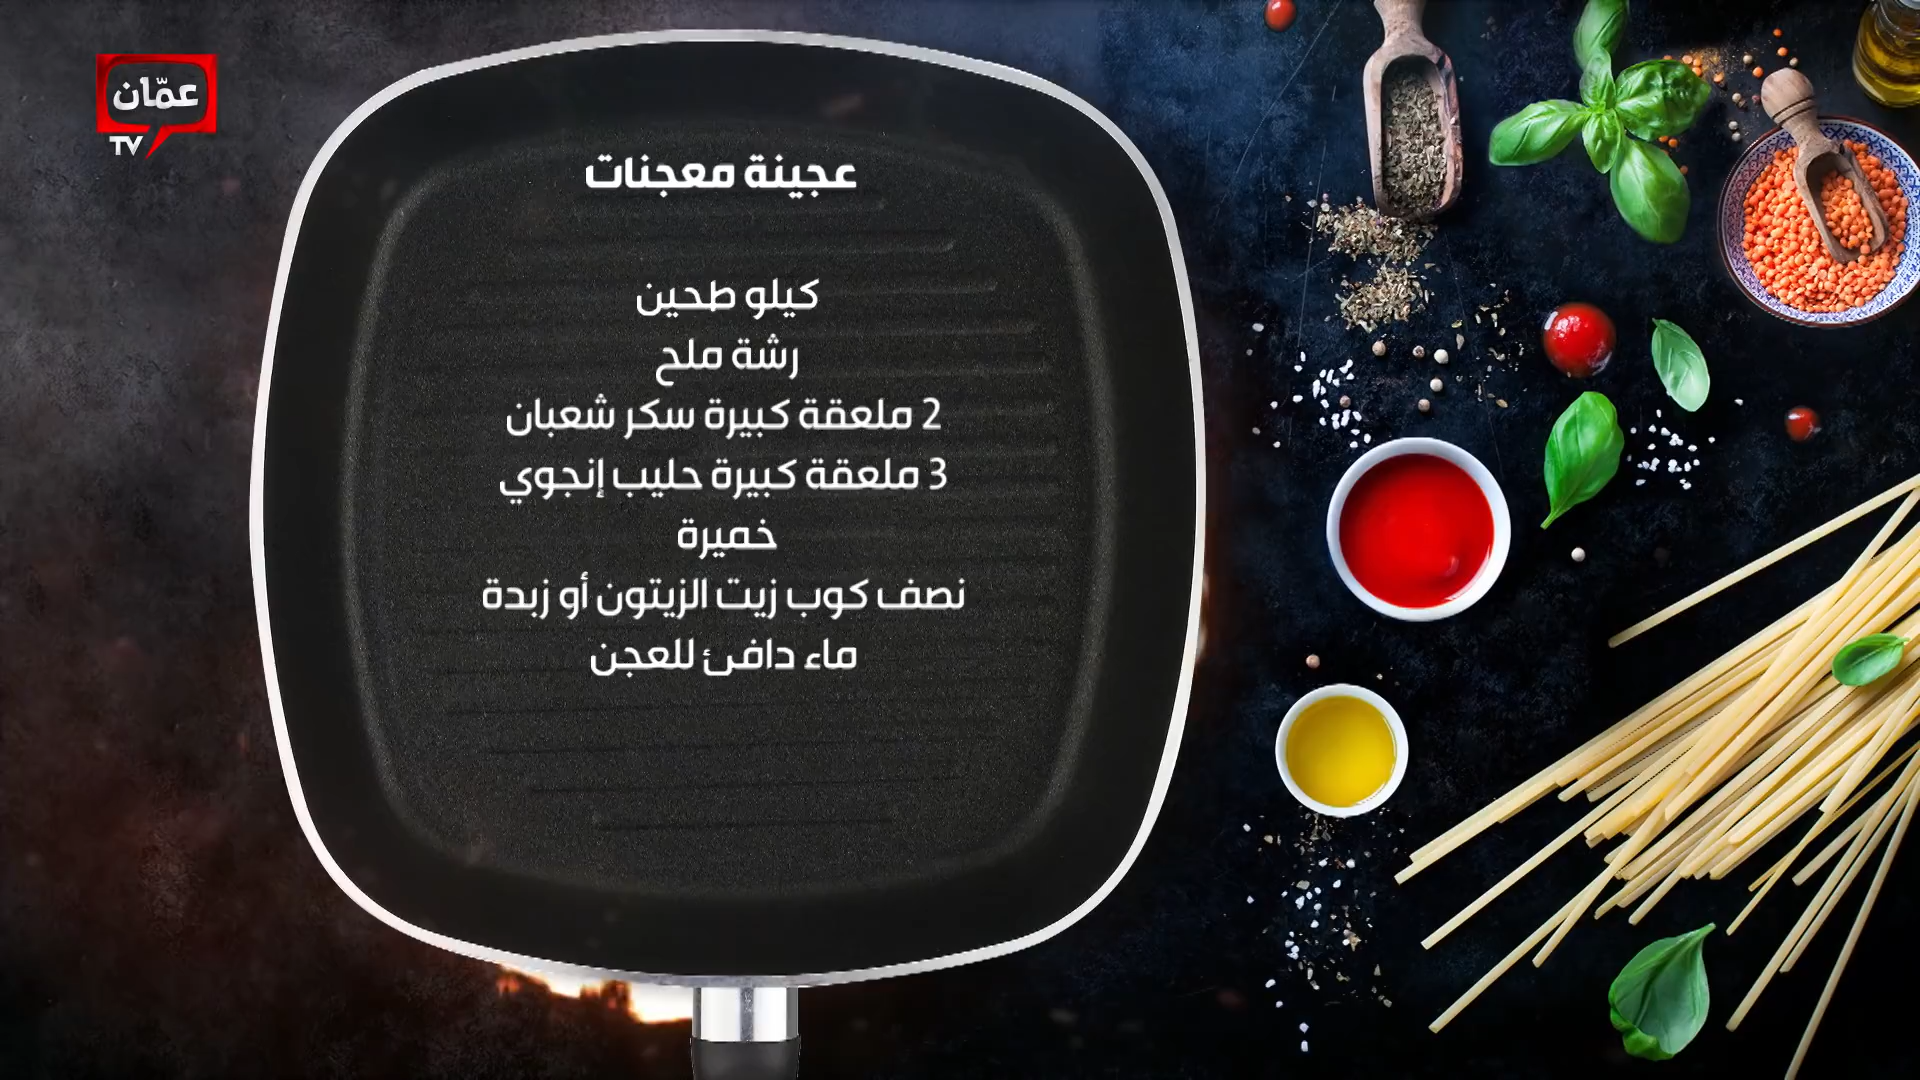 عمّان
TV
عجينة معجنات
كيلو طحين
رشة ملح
2 ملعقة كبيرة سكر شعبان
3 ملعقة كبيرة حليب إنجوي
خميرة
نصف كوب زيت الزيتون أو زبدة
ماء دافئ للعجن